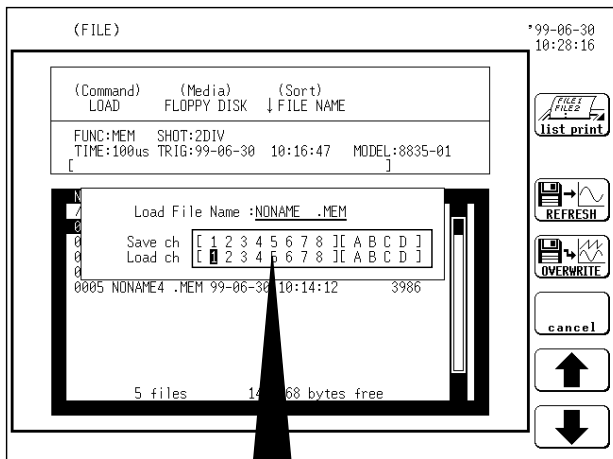 (FILE)
'99-06-30
10:28:16
(Command) (Media) (Sort)
LOAD FLOPPY DISK ↓FILE NAME
FUNC:MEM SHOT:2DIV
TIME:100us TRIG:99-06-30 10:16:47 MODEL:8835-01
[ ]
Load File Name :NONAME .MEM
Save ch [ 1 2 3 4 5 6 7 8 ][ A B C D ]
Load ch [ 1 2 3 4 5 6 7 8 ][ A B C D ]
0005 NONAME4 .MEM 99-06-30 10:14:12 3986
5 files bytes free
FILE1
FILE2
list print
REFRESH
OVERWRITE
cancel